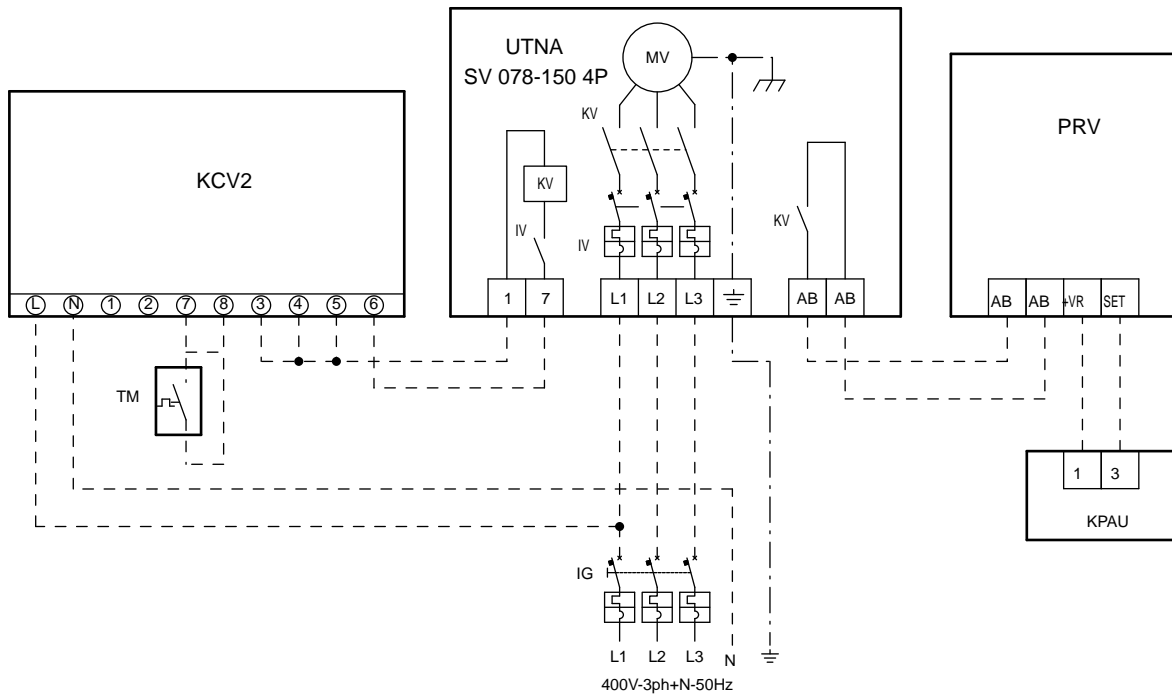 UTNA
SV 078-150 4P
MV
PRV
KCV2
KV
KV
KV
IV
IV
L N 1 2 7 8 3 4 5 6
1 7 L1 L2 L3 AB AB
AB AB +VR SET
TM
1 3
KPAU
IG
L1 L2 L3 N
400V-3ph+N-50Hz